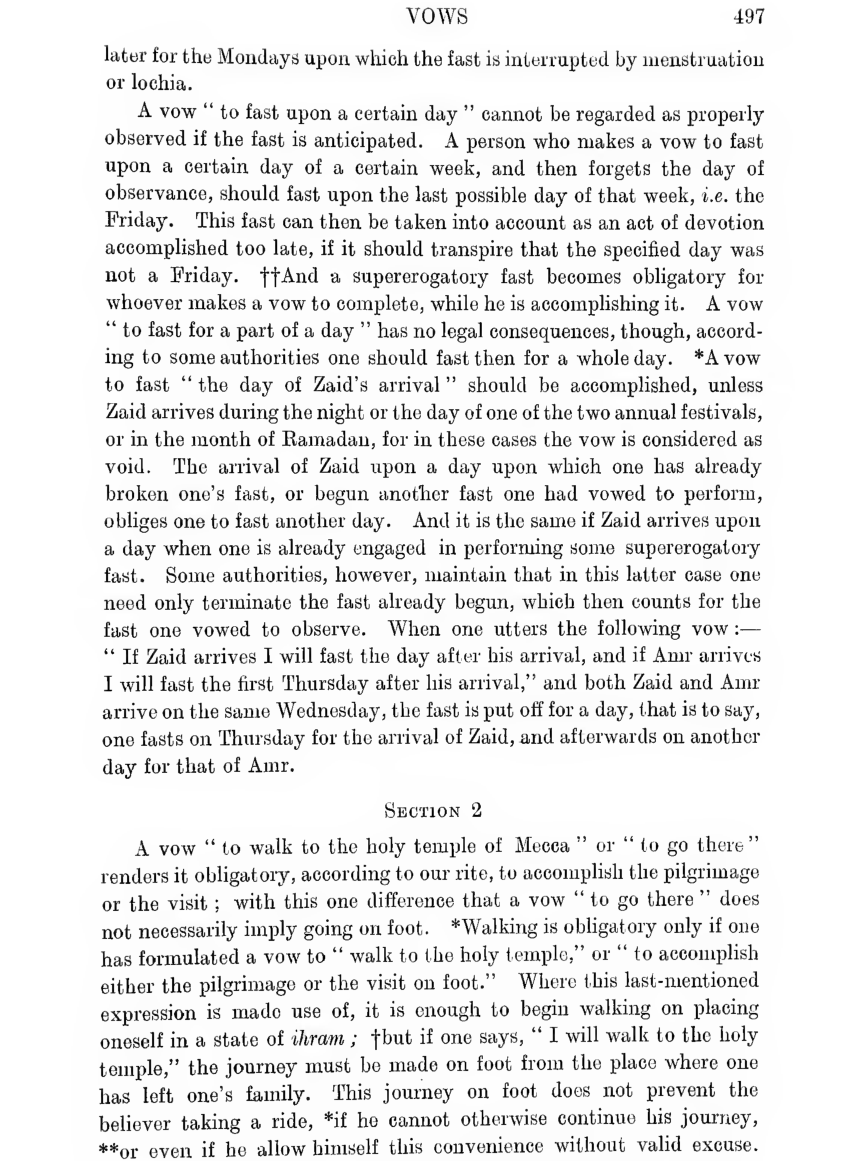 VOWS 497
later for the Mondays upon which the fast is interrupted by menstruation
or lochia.
A vow “ to fast upon a certain day ” cannot be regarded as properly
observed if the fast is anticipated. A person who makes a vow to fast
upon a certain day of a certain week, and then forgets the day of
observance, should fast upon the last possible day of that week, i.e. the
Friday. This fast can then be taken into account as an act of devotion
accomplished too late, if it should transpire that the specified day was
not a Friday. ††And a supererogatory fast becomes obligatory for
whoever makes a vow to complete, while he is accomplishing it. A vow
“ to fast for a part of a day ” has no legal consequences, though, accord-
ing to some authorities one should fast then for a whole day. *A vow
to fast “ the day of Zaid’s arrival ” should be accomplished, unless
Zaid arrives during the night or the day of one of the two annual festivals,
or in the month of Ramadan, for in these cases the vow is considered as
void. The arrival of Zaid upon a day upon which one has already
broken one’s fast, or begun another fast one had vowed to perform,
obliges one to fast another day. And it is the same if Zaid arrives upon
a day when one is already engaged in performing some supererogatory
fast. Some authorities, however, maintain that in this latter case one
need only terminate the fast already begun, which then counts for the
fast one vowed to observe. When one utters the following vow :—
“ If Zaid arrives I will fast the day after his arrival, and if Amr arrives
I will fast the first Thursday after his arrival,” and both Zaid and Amr
arrive on the same Wednesday, the fast is put off for a day, that is to say,
one fasts on Thursday for the arrival of Zaid, and afterwards on another
day for that of Amr.
SECTION 2
A vow “ to walk to the holy temple of Mecca ” or “ to go there ”
renders it obligatory, according to our rite, to accomplish the pilgrimage
or the visit ; with this one difference that a vow “ to go there ” does
not necessarily imply going on foot. *Walking is obligatory only if one
has formulated a vow to “ walk to the holy temple,” or “ to accomplish
either the pilgrimage or the visit on foot.” Where this last-mentioned
expression is made use of, it is enough to begin walking on placing
oneself in a state of ihram ; †but if one says, “ I will walk to the holy
temple,” the journey must be made on foot from the place where one
has left one’s family. This journey on foot does not prevent the
believer taking a ride, *if he cannot otherwise continue his journey,
**or even if he allow himself this convenience without valid excuse.